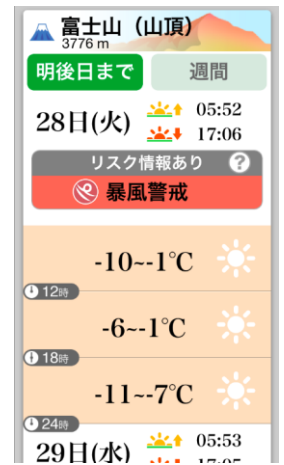 富士山（山頂）
3776 m
明後日まで 週間
28日(火) 05:52
17:06
リスク情報あり ?
暴風警戒
-10~-1℃
12時
-6~-1℃
18時
-11~-7℃
24時
29日(水) 05:53
17:05